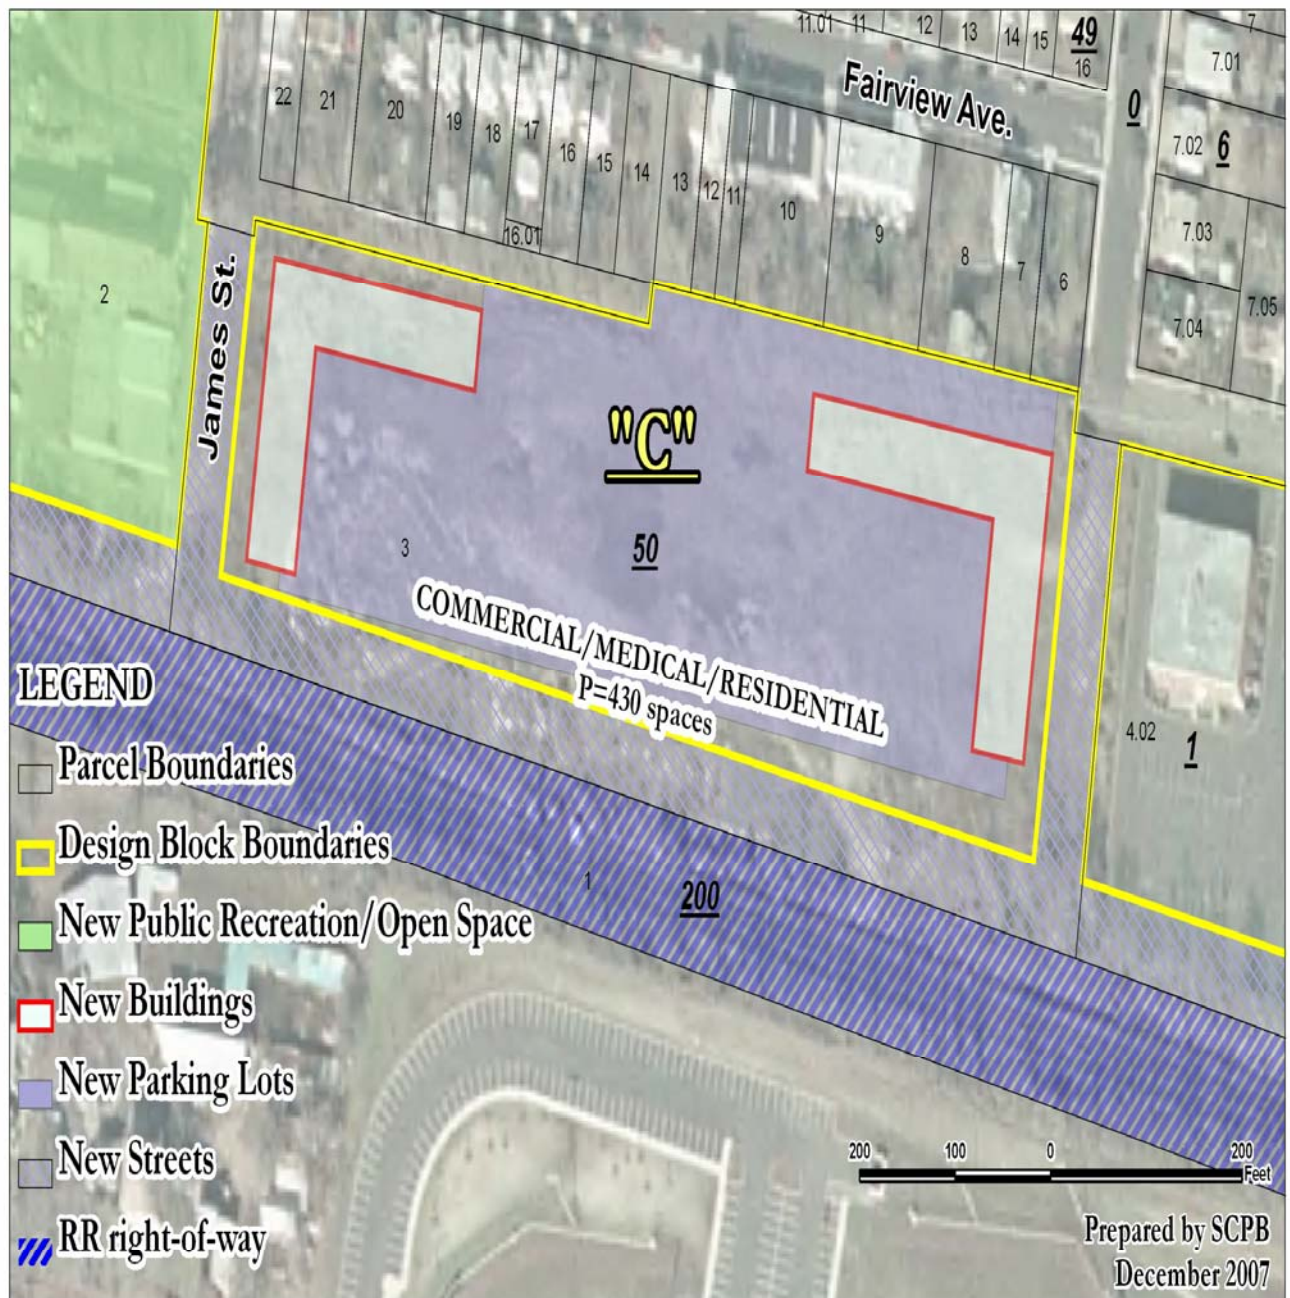 11.01
11
12
13
14
15
49
16
7
7.01
Fairview Ave.
0
7.02
6
22
21
20
19
18
17
16
15
14
13
12
11
10
9
8
7
6
16.01
7.03
7.04
7.05
2
James St.
"C"
50
3
COMMERCIAL/MEDICAL/RESIDENTIAL
P=430 spaces
4.02
1
1
200
LEGEND
Parcel Boundaries
Design Block Boundaries
New Public Recreation/Open Space
New Buildings
New Parking Lots
New Streets
RR right-of-way
200 100 0 200
Feet
Prepared by SCPB
December 2007